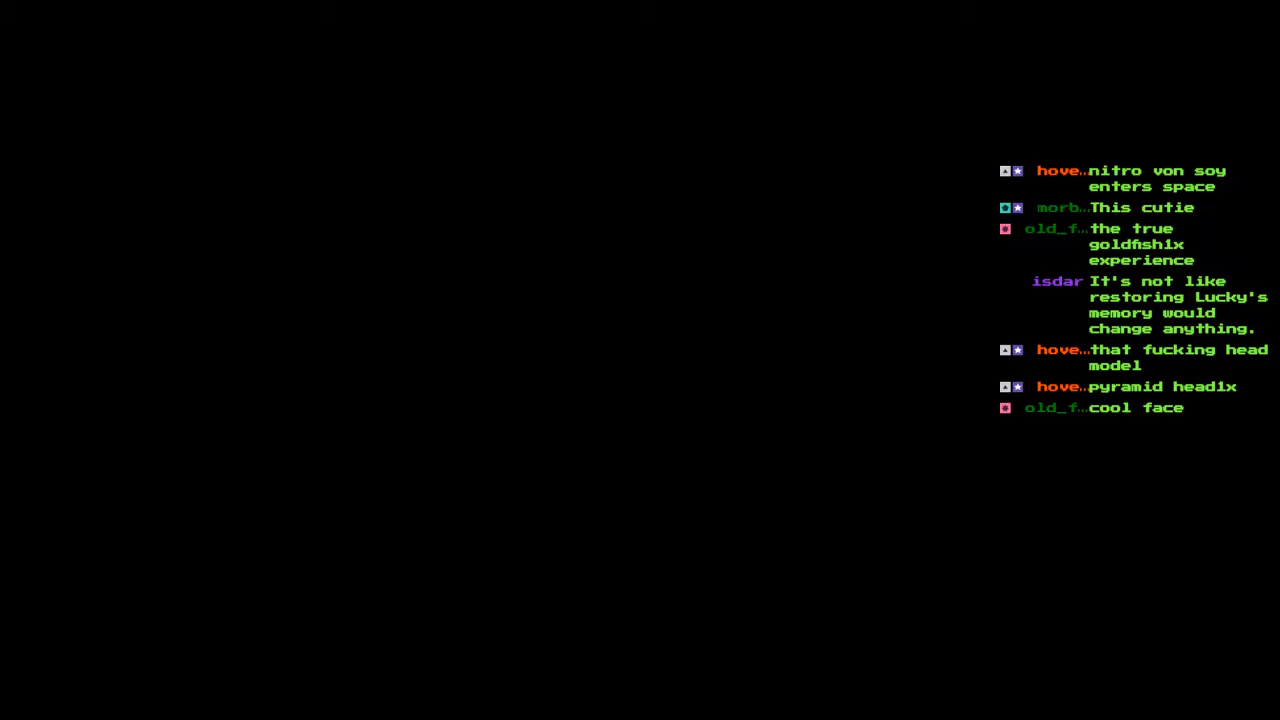 hove…nitro von soy
enters space
morb…This cutie
old_f…the true
goldfish1x
experience
isdar It's not like
restoring Lucky's
memory would
change anything.
hove…that fucking head
model
hove…pyramid head1x
old_f…cool face